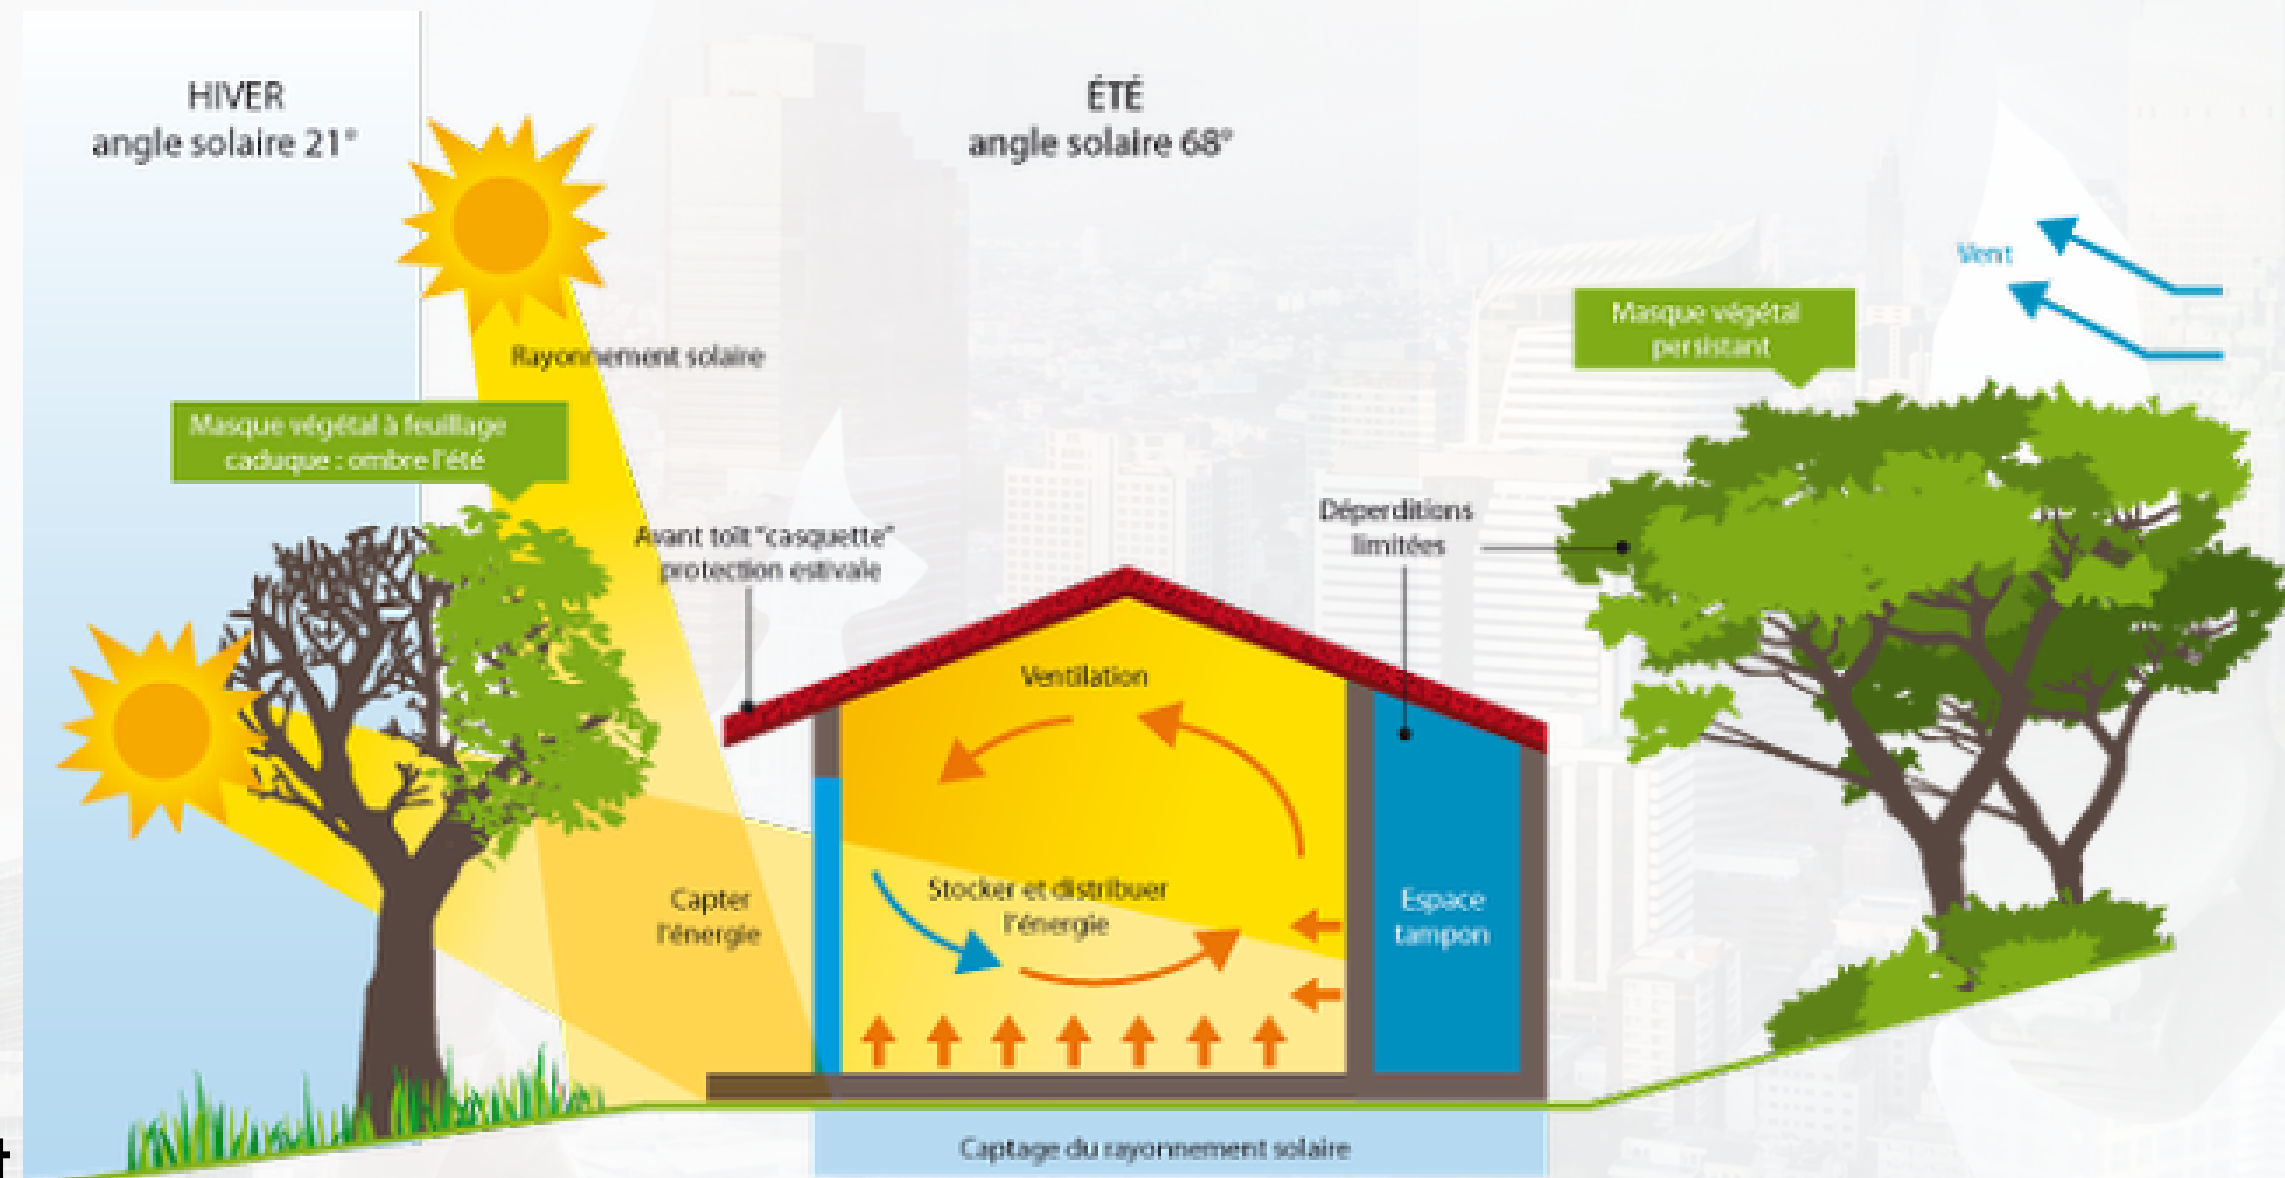 HIVER
angle solaire 21°
ÉTÉ
angle solaire 68°
Vent
Masque végétal
persistant
Rayonnement solaire
Masque végétal à feuillage
caduque : ombre l'été
Avant toît "casquette"
protection estivale
Déperditions
limitées
Ventilation
Stocker et distribuer
l'énergie
Capter
l'énergie
Espace
tampon
Captage du rayonnement solaire